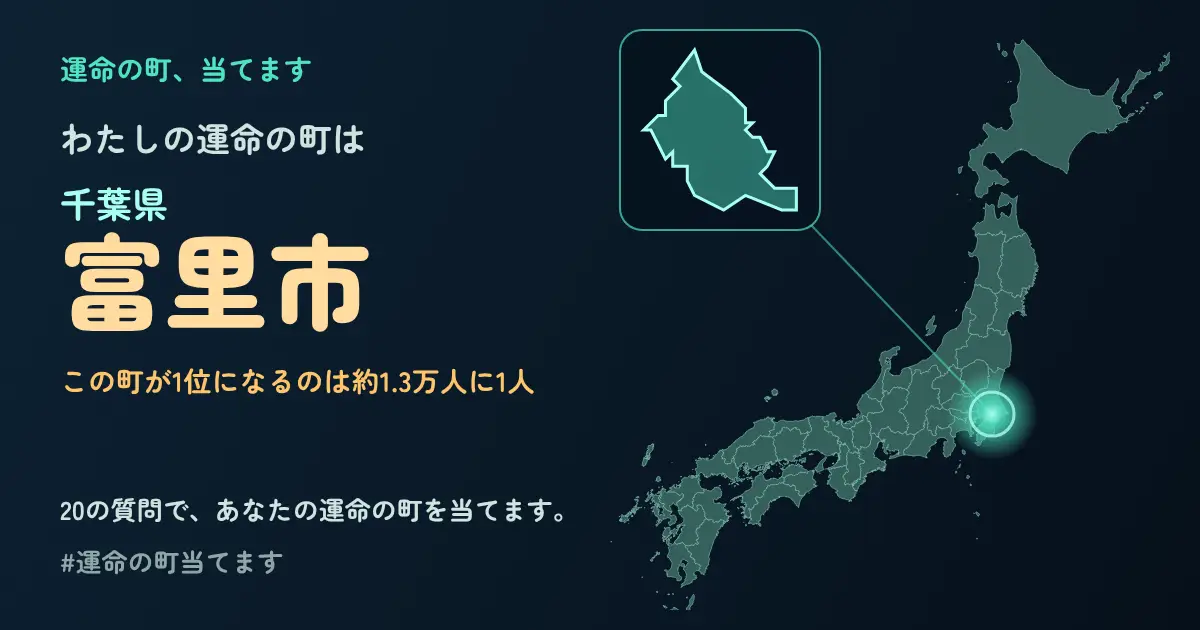 運命の町、当てます
わたしの運命の町は
千葉県
富里市
この町が1位になるのは約1.3万人に1人
20の質問で、あなたの運命の町を当てます。
#運命の町当てます